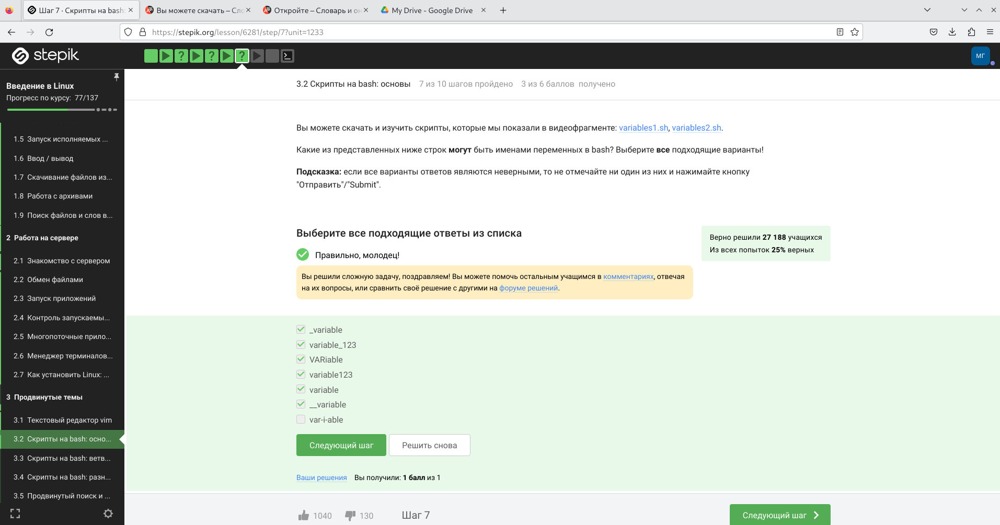 Шаг 7 · Скрипты на bash:
Вы можете скачать – Сло
Откройте – Словарь и он
My Drive - Google Drive
https://stepik.org/lesson/6281/step/7?unit=1233
stepik
МГ
Введение в Linux
Прогресс по курсу: 77/137
1.5 Запуск исполняемых ...
1.6 Ввод / вывод
1.7 Скачивание файлов из...
1.8 Работа с архивами
1.9 Поиск файлов и слов в...
2 Работа на сервере
2.1 Знакомство с сервером
2.2 Обмен файлами
2.3 Запуск приложений
2.4 Контроль запускаемы...
2.5 Многопоточные прило...
2.6 Менеджер терминалов...
2.7 Как установить Linux: ...
3 Продвинутые темы
3.1 Текстовый редактор vim
3.2 Скрипты на bash: осно...
3.3 Скрипты на bash: ветв...
3.4 Скрипты на bash: разн...
3.5 Продвинутый поиск и ...
3.2 Скрипты на bash: основы 7 из 10 шагов пройдено 3 из 6 баллов получено
Вы можете скачать и изучить скрипты, которые мы показали в видеофрагменте: variables1.sh, variables2.sh.
Какие из представленных ниже строк могут быть именами переменных в bash? Выберите все подходящие варианты!
Подсказка: если все варианты ответов являются неверными, то не отмечайте ни один из них и нажимайте кнопку
"Отправить"/"Submit".
Выберите все подходящие ответы из списка
Правильно, молодец!
Вы решили сложную задачу, поздравляем! Вы можете помочь остальным учащимся в комментариях, отвечая
на их вопросы, или сравнить своё решение с другими на форуме решений.
Верно решили 27 188 учащихся
Из всех попыток 25% верных
_variable
variable_123
VARiable
variable123
variable
__variable
var-i-able
Следующий шаг
Решить снова
Ваши решения Вы получили: 1 балл из 1
1040
130
Шаг 7
Следующий шаг